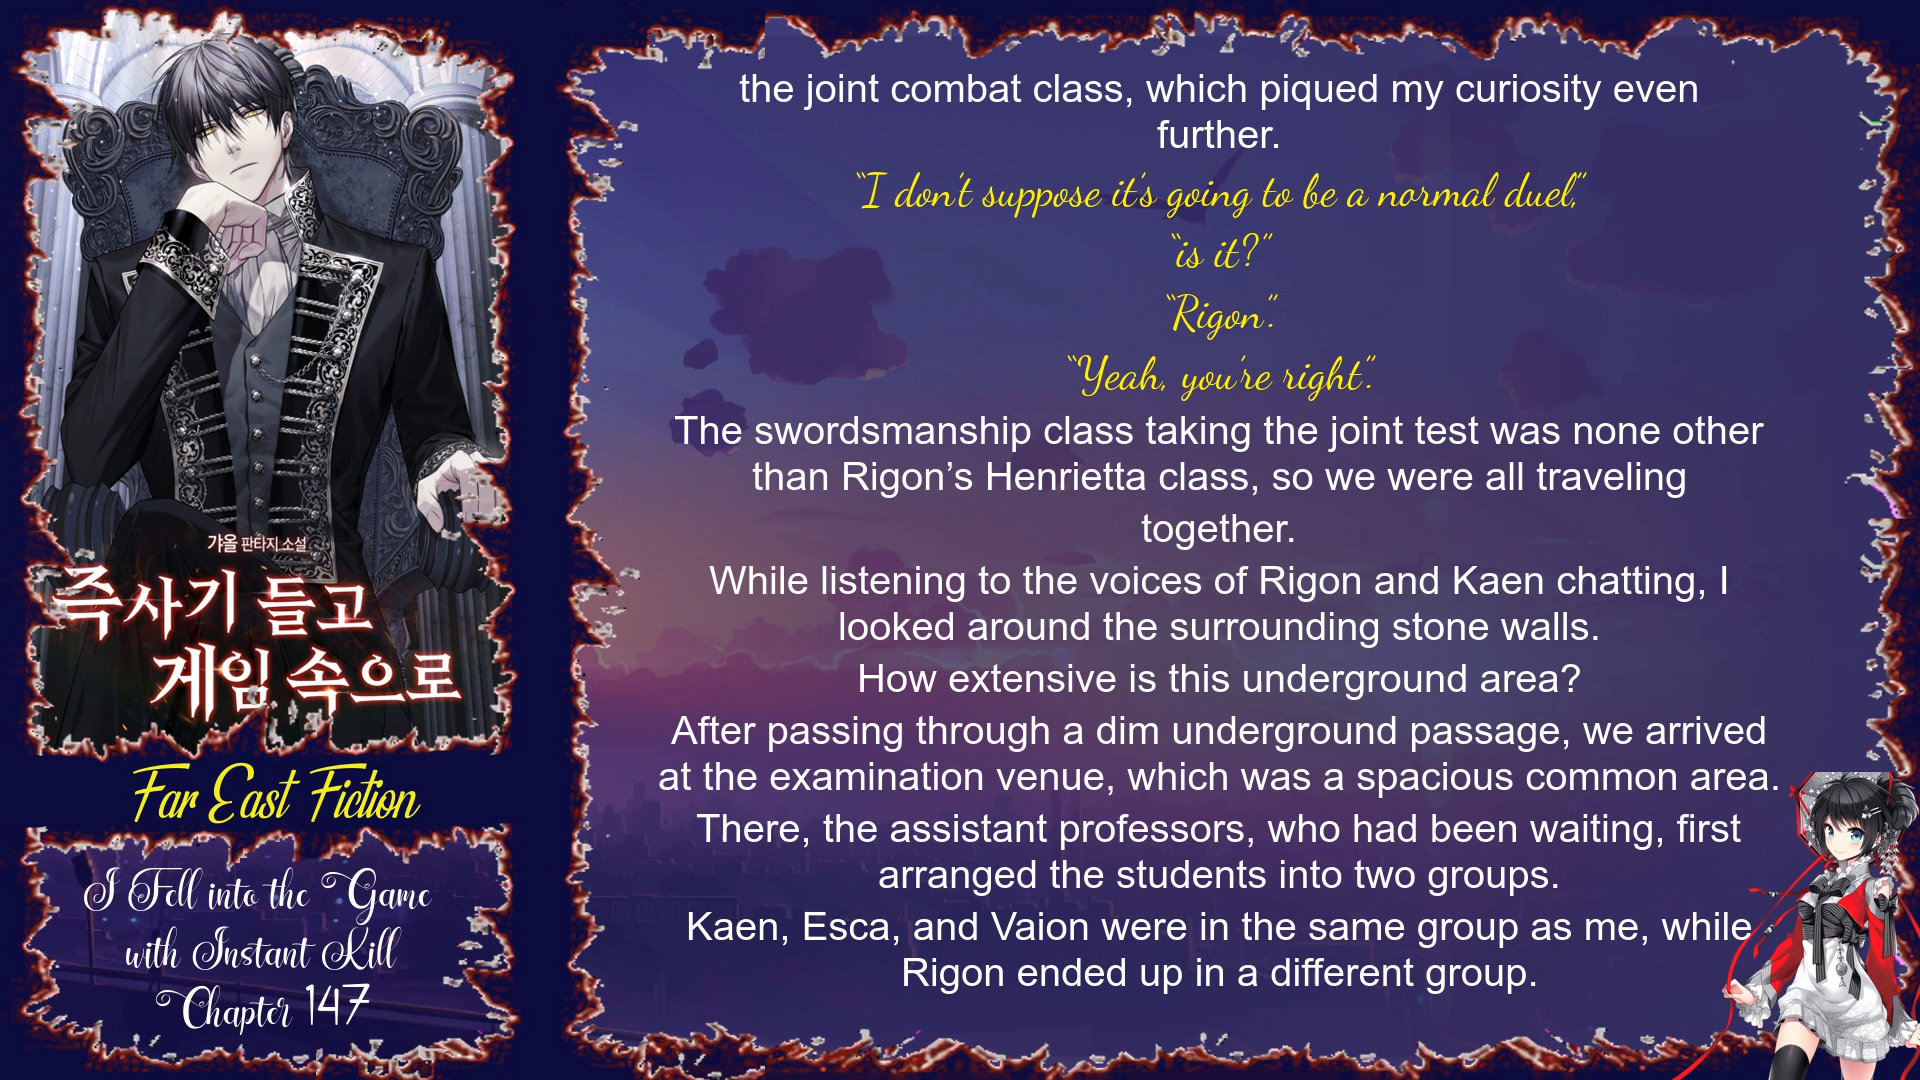 갸올 판타지 소설
즉사기 들고
게임 속으로
Far East Fiction
I Fell into the Game
with Instant Kill
Chapter 147
the joint combat class, which piqued my curiosity even
further.
“I don’t suppose it’s going to be a normal duel,”
“is it?”
“Rigon”.
“Yeah, you’re right”.
The swordsmanship class taking the joint test was none other
than Rigon’s Henrietta class, so we were all traveling
together.
While listening to the voices of Rigon and Kaen chatting, I
looked around the surrounding stone walls.
How extensive is this underground area?
After passing through a dim underground passage, we arrived
at the examination venue, which was a spacious common area.
There, the assistant professors, who had been waiting, first
arranged the students into two groups.
Kaen, Esca, and Vaion were in the same group as me, while
Rigon ended up in a different group.